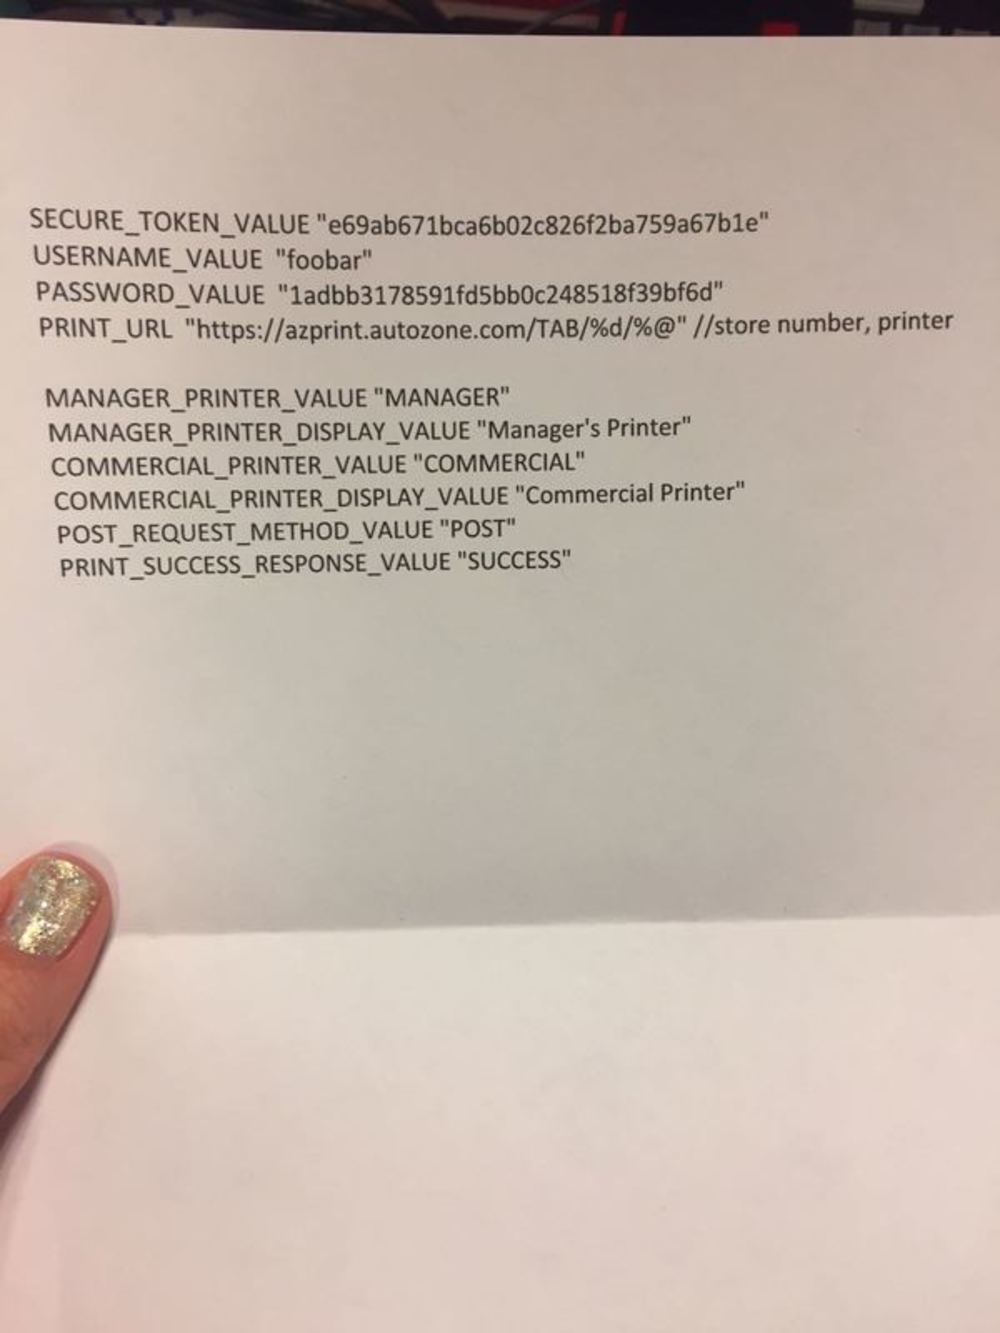 SECURE_TOKEN_VALUE "e69ab671bca6b02c826f2ba759a67b1e"
USERNAME_VALUE "foobar"
PASSWORD_VALUE "1adbb3178591fd5bb0c248518f39bf6d"
PRINT_URL "https://azprint.autozone.com/TAB/%d/%@" //store number, printer
MANAGER_PRINTER_VALUE "MANAGER"
MANAGER_PRINTER_DISPLAY_VALUE "Manager's Printer"
COMMERCIAL_PRINTER_VALUE "COMMERCIAL"
COMMERCIAL_PRINTER_DISPLAY_VALUE "Commercial Printer"
POST_REQUEST_METHOD_VALUE "POST"
PRINT_SUCCESS_RESPONSE_VALUE "SUCCESS"